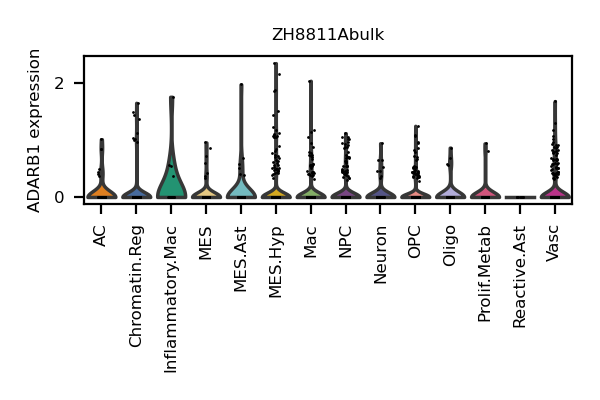 ZH8811Abulk
ADARB1 expression
2
0
AC
Chromatin.Reg
Inflammatory.Mac
MES
MES.Ast
MES.Hyp
Mac
NPC
Neuron
OPC
Oligo
Prolif.Metab
Reactive.Ast
Vasc